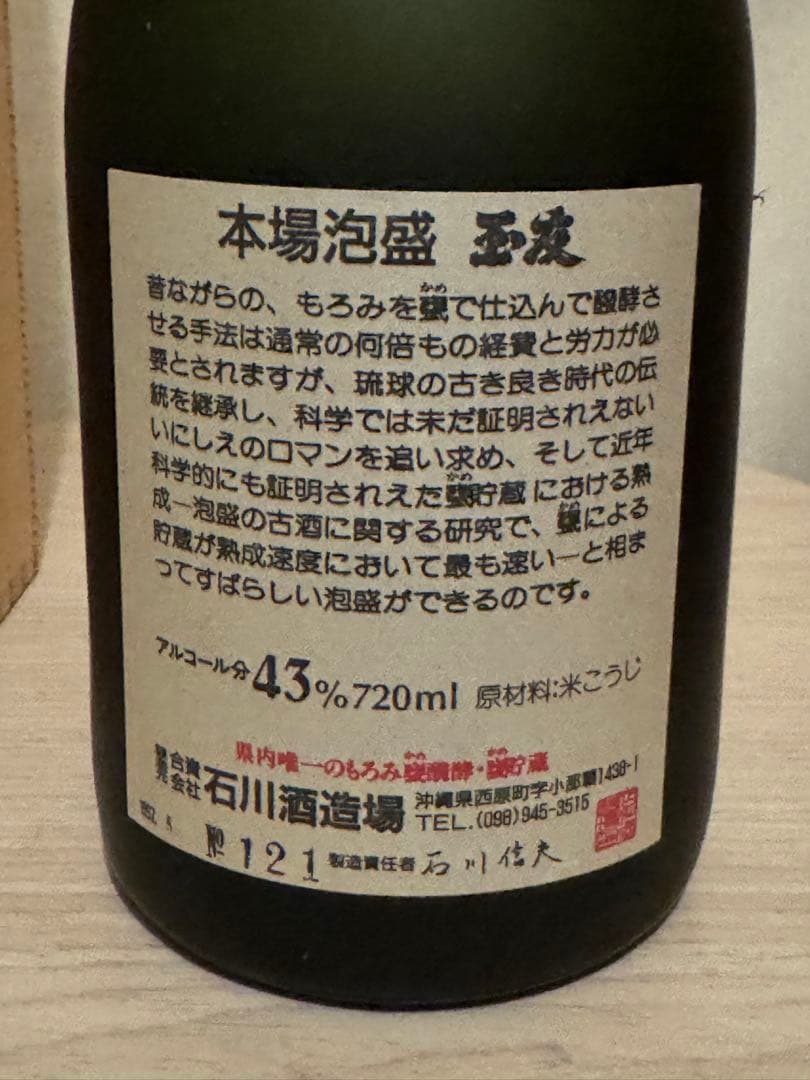 本場泡盛 玉友
昔ながらの、もろみを甕で仕込んで醱酵さ
せる手法は通常の何倍もの経費と労力が必
要とされますが、琉球の古き良き時代の伝
統を継承し、科学では未だ証明されえない
いにしえのロマンを追い求め、そして近年
科学的にも証明されえた甕貯蔵における熟
成―泡盛の古酒に関する研究で、甕による
貯蔵が熟成速度において最も速い―と相ま
ってすばらしい泡盛ができるのです。
アルコール分43%720ml 原材料:米こうじ
県内唯一のもろみ甕醱酵・甕貯蔵
合資会社 石川酒造場 沖縄県西原町字小那覇1438-1
TEL.(098)945-3515
№ 121 製造責任者 石川信夫